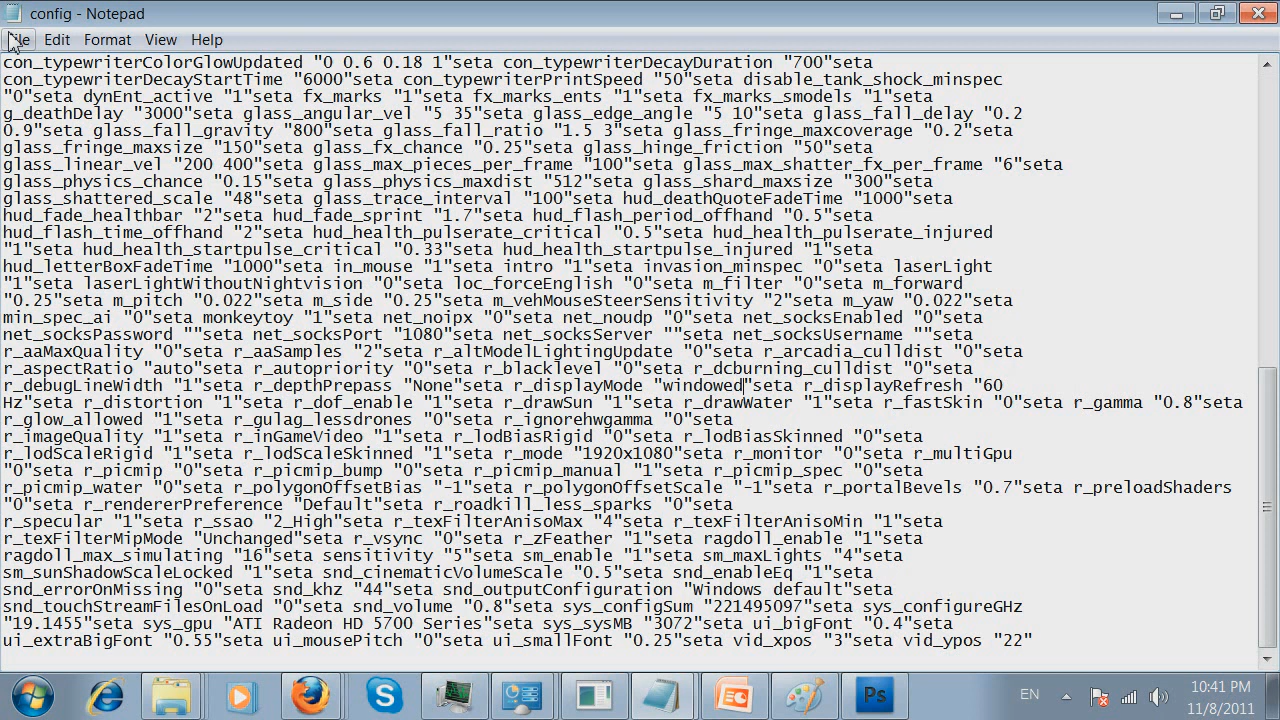 config - Notepad
File Edit Format View Help
con_typewriterColorGlowUpdated "0 0.6 0.18 1"seta con_typewriterDecayDuration "700"seta
con_typewriterDecayStartTime "6000"seta con_typewriterPrintSpeed "50"seta disable_tank_shock_minspec
"0"seta dynEnt_active "1"seta fx_marks "1"seta fx_marks_ents "1"seta fx_marks_smodels "1"seta
g_deathDelay "3000"seta glass_angular_vel "5 35"seta glass_edge_angle "5 10"seta glass_fall_delay "0.2
0.9"seta glass_fall_gravity "800"seta glass_fall_ratio "1.5 3"seta glass_fringe_maxcoverage "0.2"seta
glass_fringe_maxsize "150"seta glass_fx_chance "0.25"seta glass_hinge_friction "50"seta
glass_linear_vel "200 400"seta glass_max_pieces_per_frame "100"seta glass_max_shatter_fx_per_frame "6"seta
glass_physics_chance "0.15"seta glass_physics_maxdist "512"seta glass_shard_maxsize "300"seta
glass_shattered_scale "48"seta glass_trace_interval "100"seta hud_deathQuoteFadeTime "1000"seta
hud_fade_healthbar "2"seta hud_fade_sprint "1.7"seta hud_flash_period_offhand "0.5"seta
hud_flash_time_offhand "2"seta hud_health_pulserate_critical "0.5"seta hud_health_pulserate_injured
"1"seta hud_health_startpulse_critical "0.33"seta hud_health_startpulse_injured "1"seta
hud_letterBoxFadeTime "1000"seta in_mouse "1"seta intro "1"seta invasion_minspec "0"seta laserLight
"1"seta laserLightWithoutNightvision "0"seta loc_forceEnglish "0"seta m_filter "0"seta m_forward
"0.25"seta m_pitch "0.022"seta m_side "0.25"seta m_vehMouseSteerSensitivity "2"seta m_yaw "0.022"seta
min_spec_ai "0"seta monkeytoy "1"seta net_noipx "0"seta net_noudp "0"seta net_socksEnabled "0"seta
net_socksPassword ""seta net_socksPort "1080"seta net_socksServer ""seta net_socksUsername ""seta
r_aaMaxQuality "0"seta r_aaSamples "2"seta r_altModelLightingUpdate "0"seta r_arcadia_culldist "0"seta
r_aspectRatio "auto"seta r_autopriority "0"seta r_blacklevel "0"seta r_dcburning_culldist "0"seta
r_debugLineWidth "1"seta r_depthPrepass "None"seta r_displayMode "windowed"seta r_displayRefresh "60
Hz"seta r_distortion "1"seta r_dof_enable "1"seta r_drawSun "1"seta r_drawWater "1"seta r_fastSkin "0"seta r_gamma "0.8"seta
r_glow_allowed "1"seta r_gulag_lessdrones "0"seta r_ignorehwgamma "0"seta
r_imageQuality "1"seta r_inGameVideo "1"seta r_lodBiasRigid "0"seta r_lodBiasSkinned "0"seta
r_lodScaleRigid "1"seta r_lodScaleSkinned "1"seta r_mode "1920x1080"seta r_monitor "0"seta r_multiGpu
"0"seta r_picmip "0"seta r_picmip_bump "0"seta r_picmip_manual "1"seta r_picmip_spec "0"seta
r_picmip_water "0"seta r_polygonOffsetBias "-1"seta r_polygonOffsetScale "-1"seta r_portalBevels "0.7"seta r_preloadShaders
"0"seta r_rendererPreference "Default"seta r_roadkill_less_sparks "0"seta
r_specular "1"seta r_ssao "2_High"seta r_texFilterAnisoMax "4"seta r_texFilterAnisoMin "1"seta
r_texFilterMipMode "Unchanged"seta r_vsync "0"seta r_zFeather "1"seta ragdoll_enable "1"seta
ragdoll_max_simulating "16"seta sensitivity "5"seta sm_enable "1"seta sm_maxLights "4"seta
sm_sunShadowScaleLocked "1"seta snd_cinematicVolumeScale "0.5"seta snd_enableEq "1"seta
snd_errorOnMissing "0"seta snd_khz "44"seta snd_outputConfiguration "Windows default"seta
snd_touchStreamFilesOnLoad "0"seta snd_volume "0.8"seta sys_configSum "221495097"seta sys_configureGHz
"19.1455"seta sys_gpu "ATI Radeon HD 5700 Series"seta sys_sysMB "3072"seta ui_bigFont "0.4"seta
ui_extraBigFont "0.55"seta ui_mousePitch "0"seta ui_smallFont "0.25"seta vid_xpos "3"seta vid_ypos "22"
EN
10:41 PM
11/8/2011
Ps